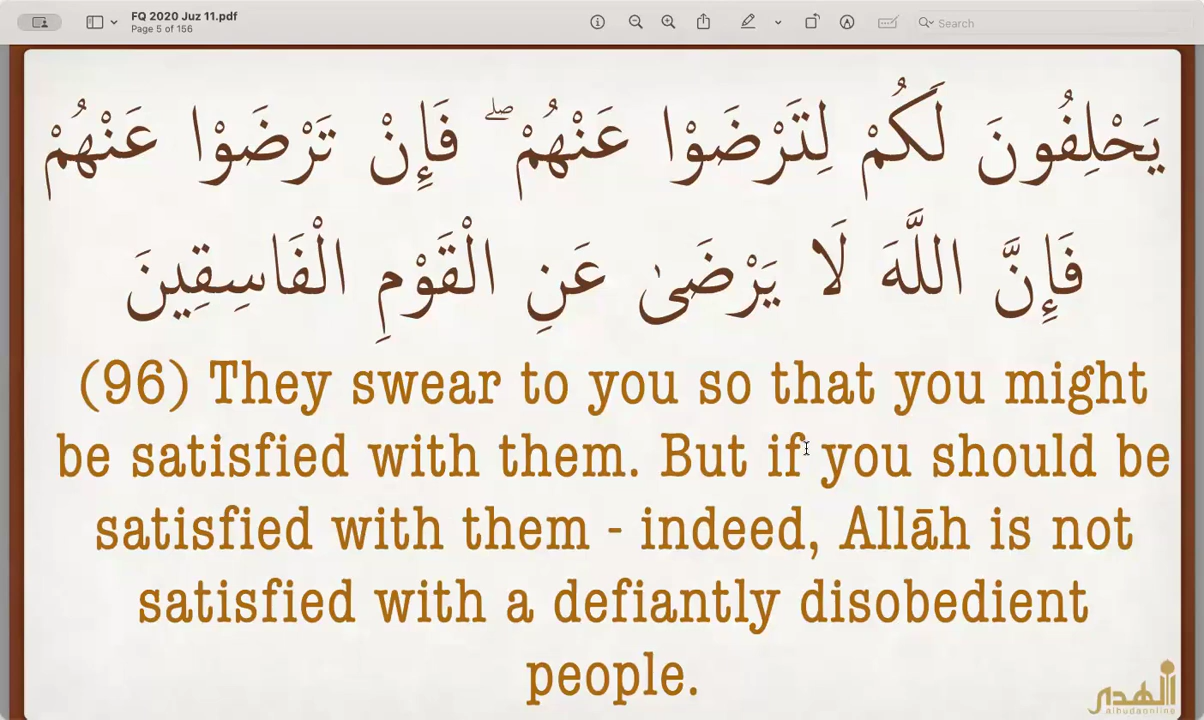 FQ 2020 Juz 11.pdf
Page 5 of 156
Search
يَحْلِفُونَ لَكُمْ لِتَرْضَوْا عَنْهُمْ ۖ فَإِنْ تَرْضَوْا عَنْهُمْ
فَإِنَّ اللَّهَ لَا يَرْضَىٰ عَنِ الْقَوْمِ الْفَاسِقِينَ
(96) They swear to you so that you might
be satisfied with them. But if you should be
satisfied with them - indeed, Allāh is not
satisfied with a defiantly disobedient
people.
الهدى
alhudaonline